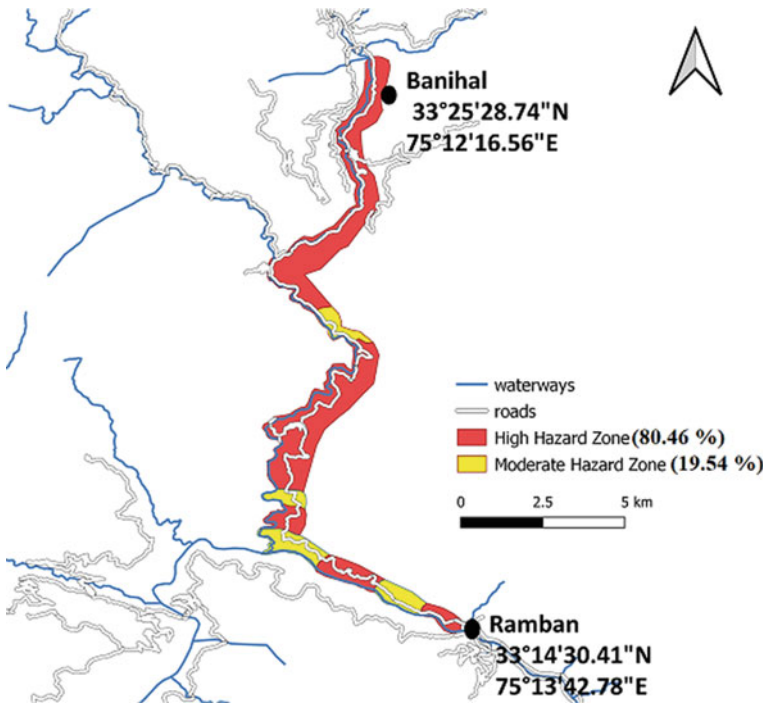 Banihal
33°25'28.74"N
75°12'16.56"E
waterways
roads
High Hazard Zone (80.46 %)
Moderate Hazard Zone (19.54 %)
0 2.5 5 km
Ramban
33°14'30.41"N
75°13'42.78"E